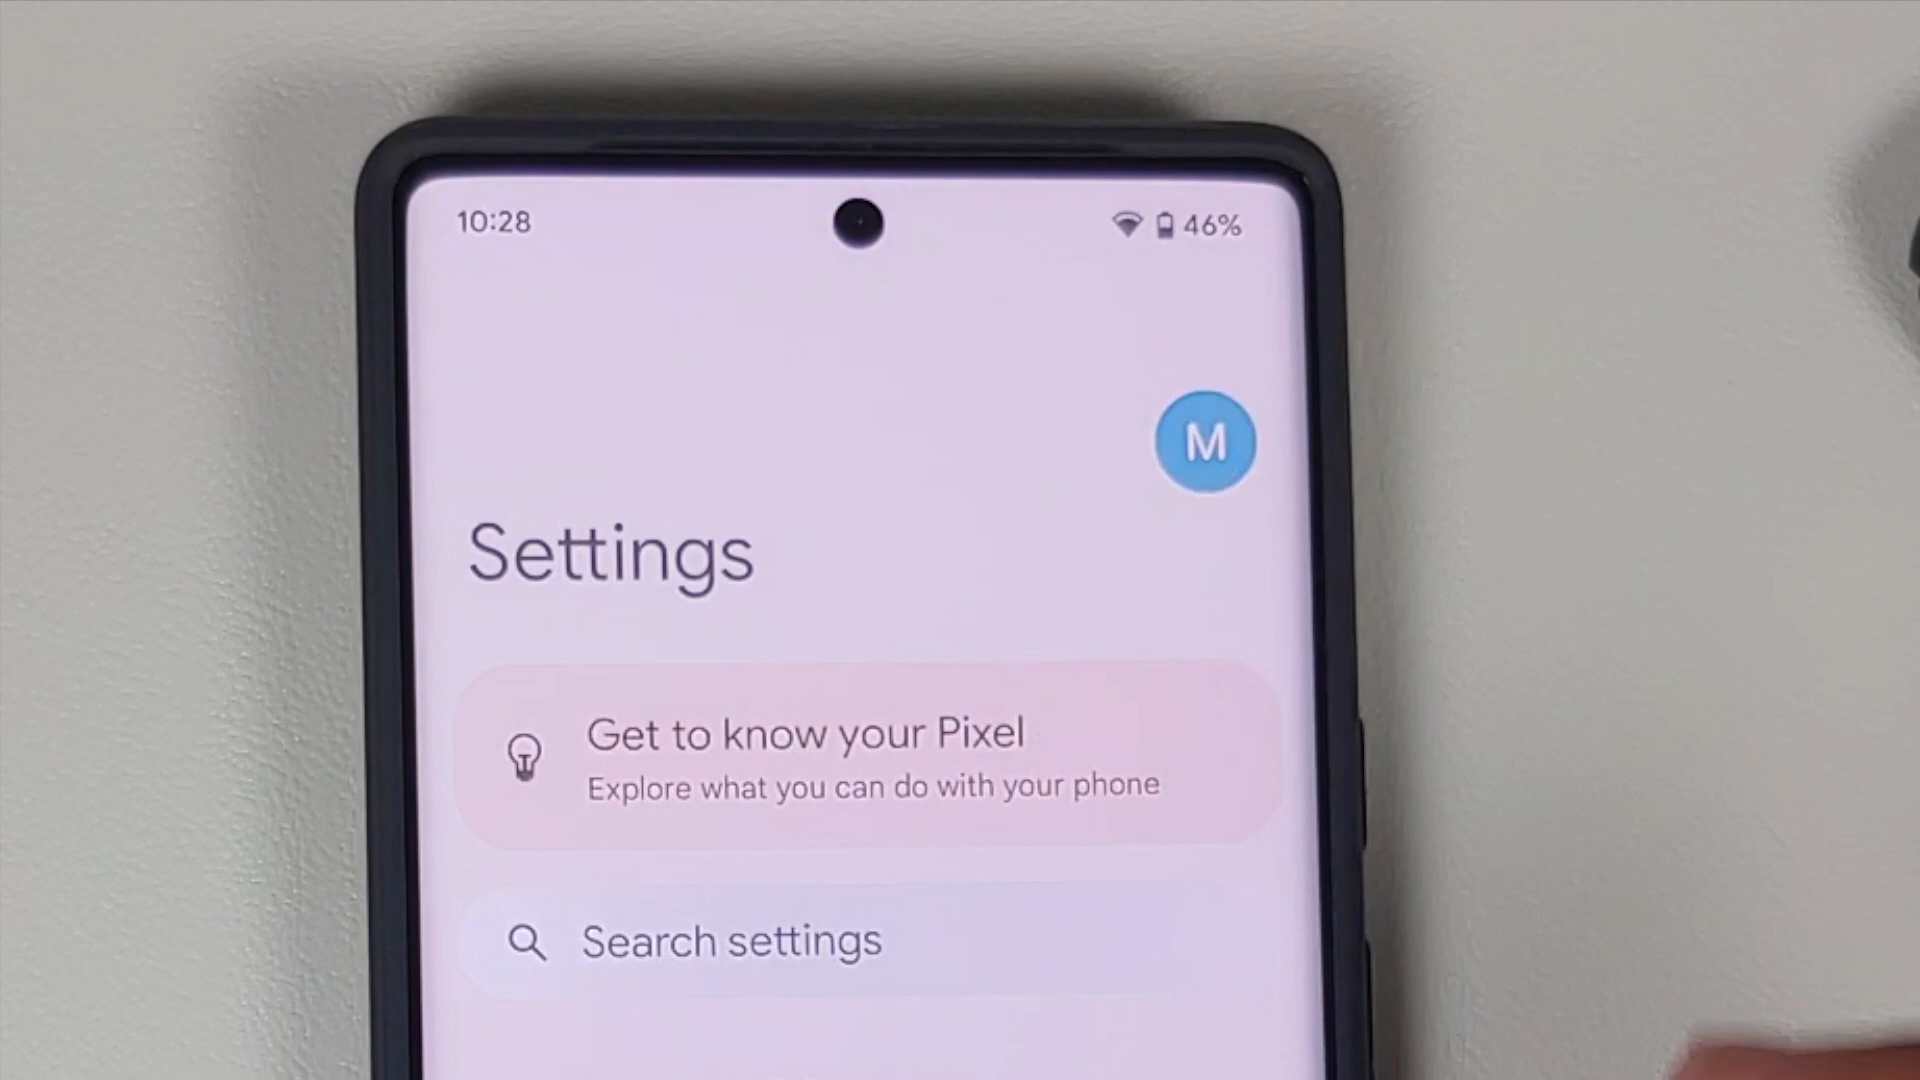 10:28
46%
M
Settings
Get to know your Pixel
Explore what you can do with your phone
Search settings